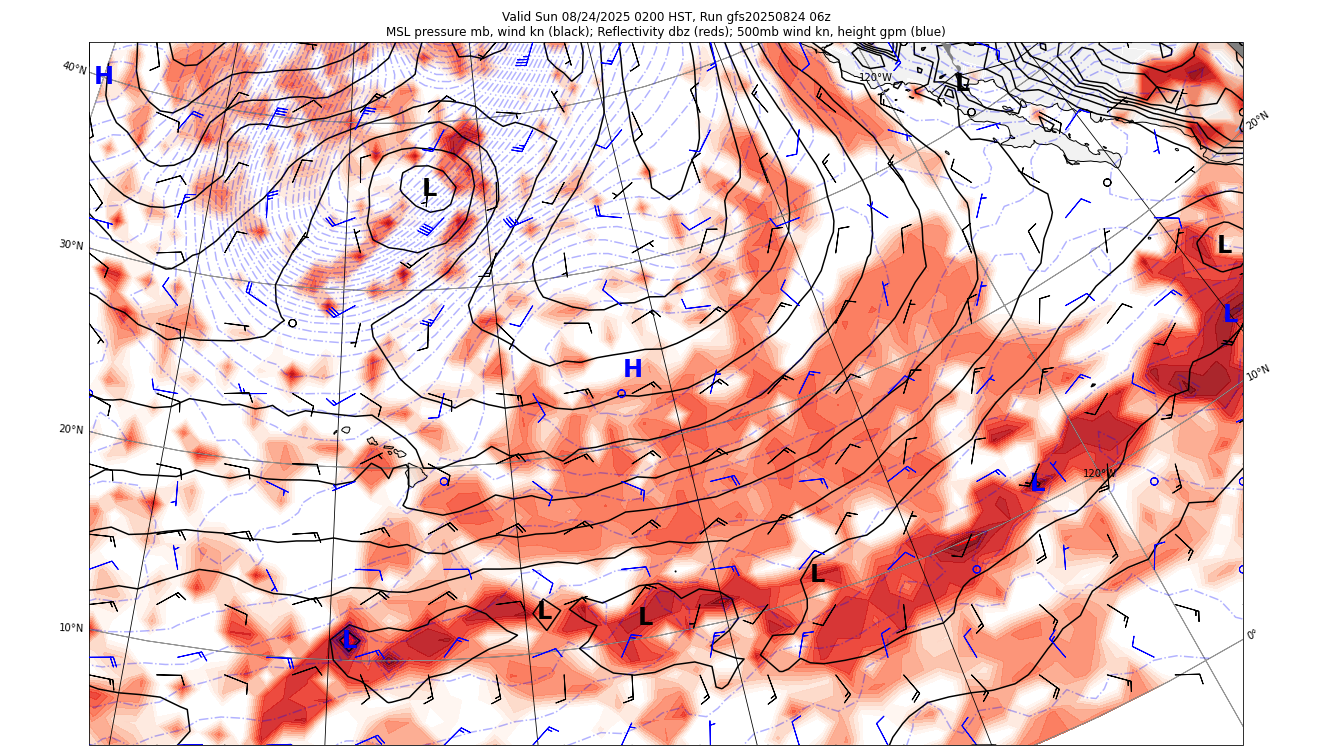 Valid Sun 08/24/2025 0200 HST, Run gfs20250824 06z
MSL pressure mb, wind kn (black); Reflectivity dbz (reds); 500mb wind kn, height gpm (blue)
40°N
H
120°W
L
20°N
L
30°N
L
L
H
10°N
20°N
120°W
L
L
L
L
10°N
L
0°